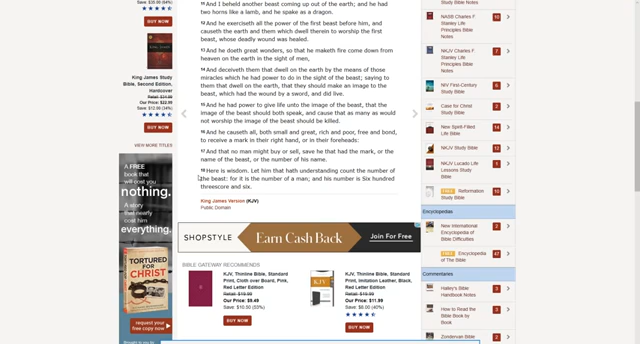 Save: $35.50 (64%)
BUY NOW
King James Study
Bible, Second Edition,
Hardcover
Retail: $34.99
Our Price: $22.99
Save: $12.00 (34%)
BUY NOW
VIEW MORE TITLES
A FREE
book that
will cost you
nothing.
A story
that nearly
cost him
everything.
TORTURED
FOR
CHRIST
request your
free copy now
11 And I beheld another beast coming up out of the earth; and he had
two horns like a lamb, and he spake as a dragon.
12 And he exerciseth all the power of the first beast before him, and
causeth the earth and them which dwell therein to worship the first
beast, whose deadly wound was healed.
13 And he doeth great wonders, so that he maketh fire come down from
heaven on the earth in the sight of men,
14 And deceiveth them that dwell on the earth by the means of those
miracles which he had power to do in the sight of the beast; saying to
them that dwell on the earth, that they should make an image to the
beast, which had the wound by a sword, and did live.
15 And he had power to give life unto the image of the beast, that the
image of the beast should both speak, and cause that as many as would
not worship the image of the beast should be killed.
16 And he causeth all, both small and great, rich and poor, free and bond,
to receive a mark in their right hand, or in their foreheads:
17 And that no man might buy or sell, save he that had the mark, or the
name of the beast, or the number of his name.
18 Here is wisdom. Let him that hath understanding count the number of
the beast: for it is the number of a man; and his number is Six hundred
threescore and six.
King James Version (KJV)
Public Domain
SHOPSTYLE
Earn Cash Back
Join For Free
BIBLE GATEWAY RECOMMENDS
KJV, Thinline Bible, Standard
Print, Cloth over Board, Pink,
Red Letter Edition
Our Price: $9.49
BUY NOW
KJV
KJV, Thinline Bible, Standard
Print, Imitation Leather, Black,
Red Letter Edition
Retail: $19.99
Our Price: $11.99
Save: $8.00 (40%)
BUY NOW
Study Bible Notes
NASB Charles F.
Stanley Life
Principles Bible
Notes
10
NKJV Charles F.
Stanley Life
Principles Bible
Notes
7
NIV First-Century
Study Bible
6
Case for Christ
Study Bible
2
New Spirit-Filled
Life Bible
14
NKJV Study Bible
12
NKJV Lucado Life
Lessons Study
Bible
1
FREE Reformation
Study Bible
10
Encyclopedias
New International
Encyclopedia of
Bible Difficulties
2
FREE Encyclopedia
of The Bible
47
Commentaries
Halley's Bible
Handbook Notes
3
How to Read the
Bible Book by
Book
3
Zondervan Bible
2